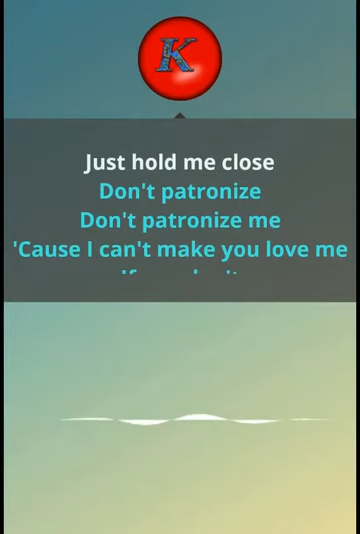 K
Just hold me close
Don't patronize
Don't patronize me
'Cause I can't make you love me